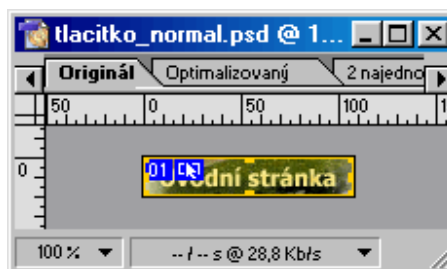 tlacitko_normal.psd @ 1...
Originál Optimalizovaný 2 najedno
50 0 50 100 1
0
01 Úvodní stránka
100 % -- / -- s @ 28,8 Kb/s